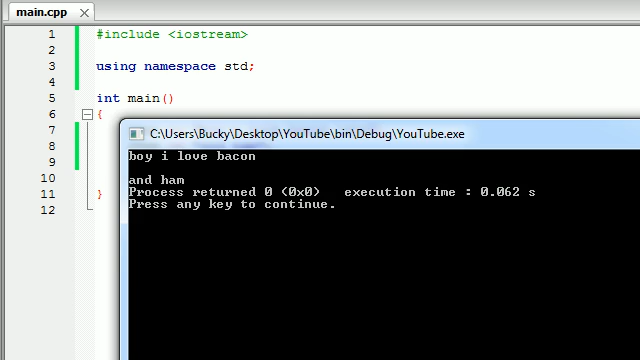 main.cpp
1 #include <iostream>
2
3 using namespace std;
4
5 int main()
6 {
7
8
9
10
11 }
12
C:\Users\Bucky\Desktop\YouTube\bin\Debug\YouTube.exe
boy i love bacon
and ham
Process returned 0 (0x0) execution time : 0.062 s
Press any key to continue.